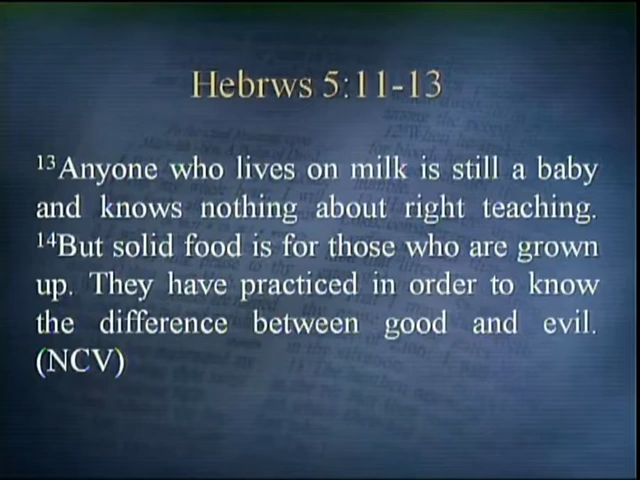 Hebrws 5:11-13
13Anyone who lives on milk is still a baby
and knows nothing about right teaching.
14But solid food is for those who are grown
up. They have practiced in order to know
the difference between good and evil.
(NCV)